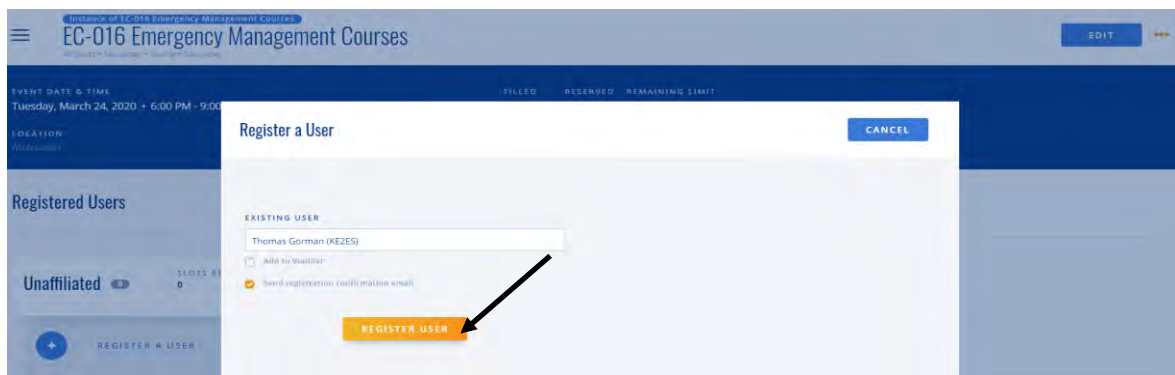 Instance of EC-016 Emergency Management Courses
EC-016 Emergency Management Courses
EDIT
EVENT DATE & TIME
Tuesday, March 24, 2020 • 6:00 PM - 9:00
FILLED RESERVED REMAINING LIMIT
LOCATION
Register a User
CANCEL
Registered Users
EXISTING USER
Thomas Gorman (KE2ES)
Add to Waitlist
Send registration confirmation email
Unaffiliated 0
0
REGISTER USER
+ REGISTER A USER